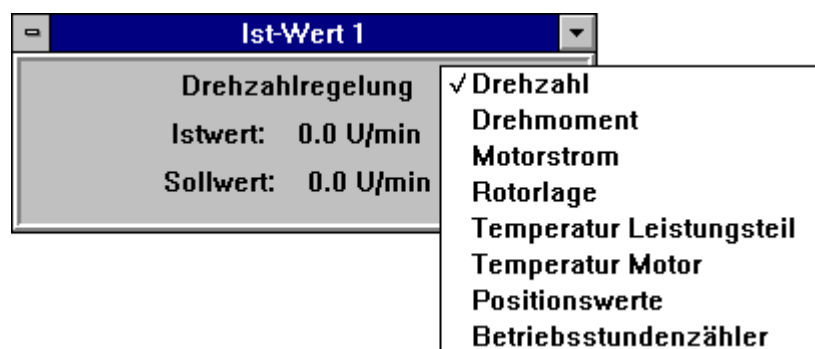 Ist-Wert 1
Drehzahlregelung
Istwert: 0.0 U/min
Sollwert: 0.0 U/min
✓Drehzahl
Drehmoment
Motorstrom
Rotorlage
Temperatur Leistungsteil
Temperatur Motor
Positionswerte
Betriebsstundenzähler